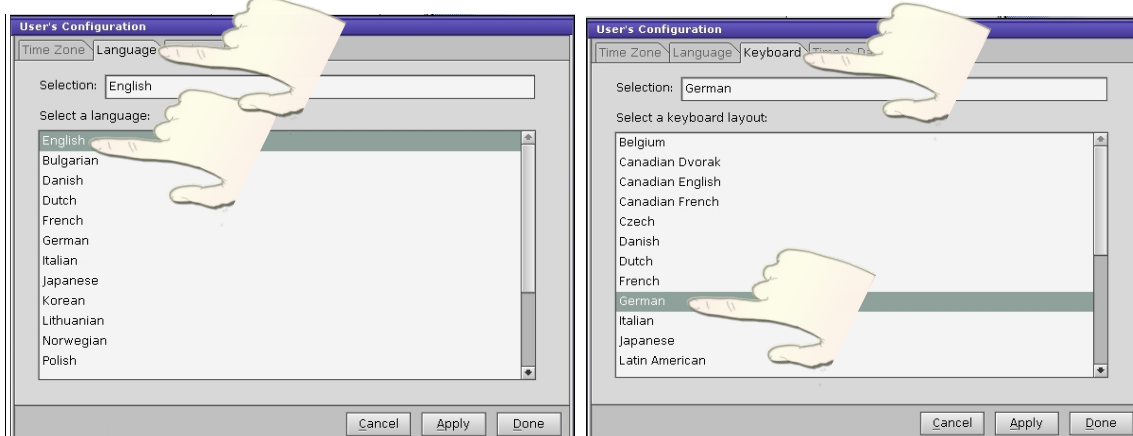 User's Configuration
Time Zone Language
Selection: English
Select a language:
English
Bulgarian
Danish
Dutch
French
German
Italian
Japanese
Korean
Lithuanian
Norwegian
Polish
Cancel Apply Done
User's Configuration
Time Zone Language Keyboard Time & Da
Selection: German
Select a keyboard layout:
Belgium
Canadian Dvorak
Canadian English
Canadian French
Czech
Danish
Dutch
French
German
Italian
Japanese
Latin American
Cancel Apply Done